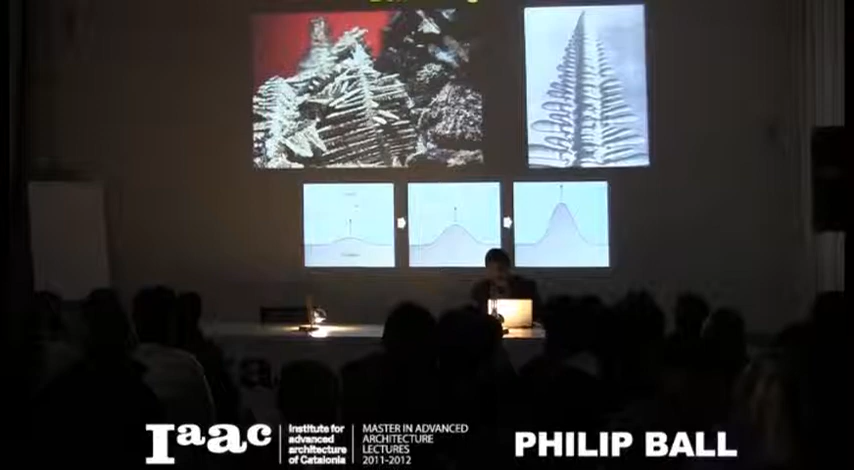 Iaac
Institute for
advanced
architecture
of Catalonia
MASTER IN ADVANCED
ARCHITECTURE
LECTURES
2011-2012
PHILIP BALL